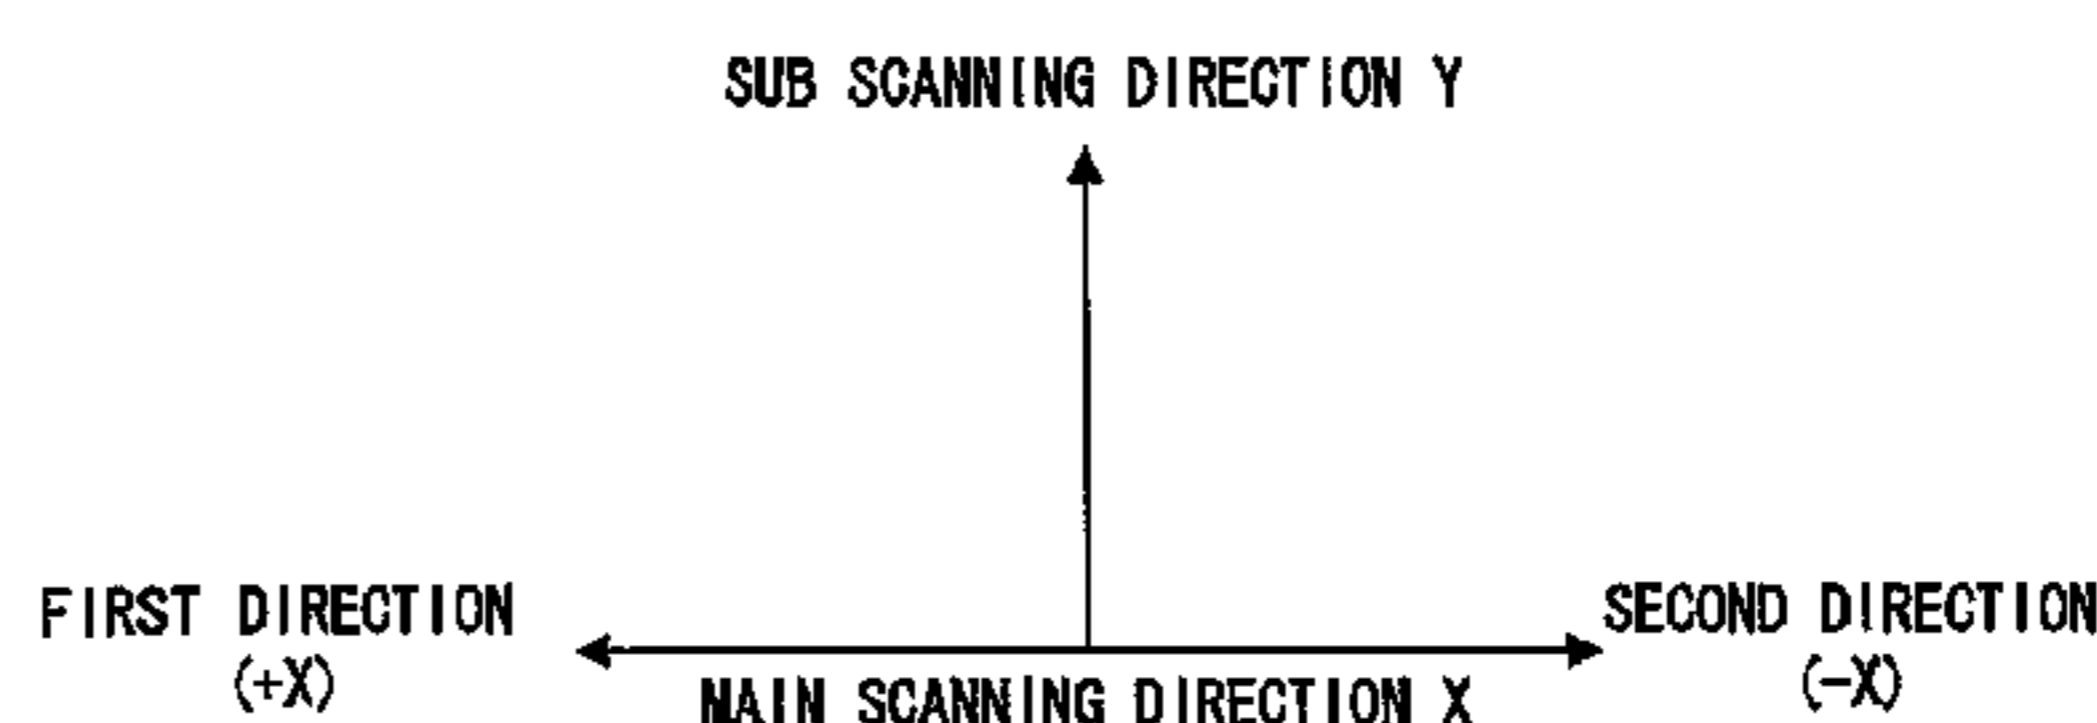 SUB SCANNING DIRECTION Y
FIRST DIRECTION
(+X)
SECOND DIRECTION
(-X)
MAIN SCANNING DIRECTION X